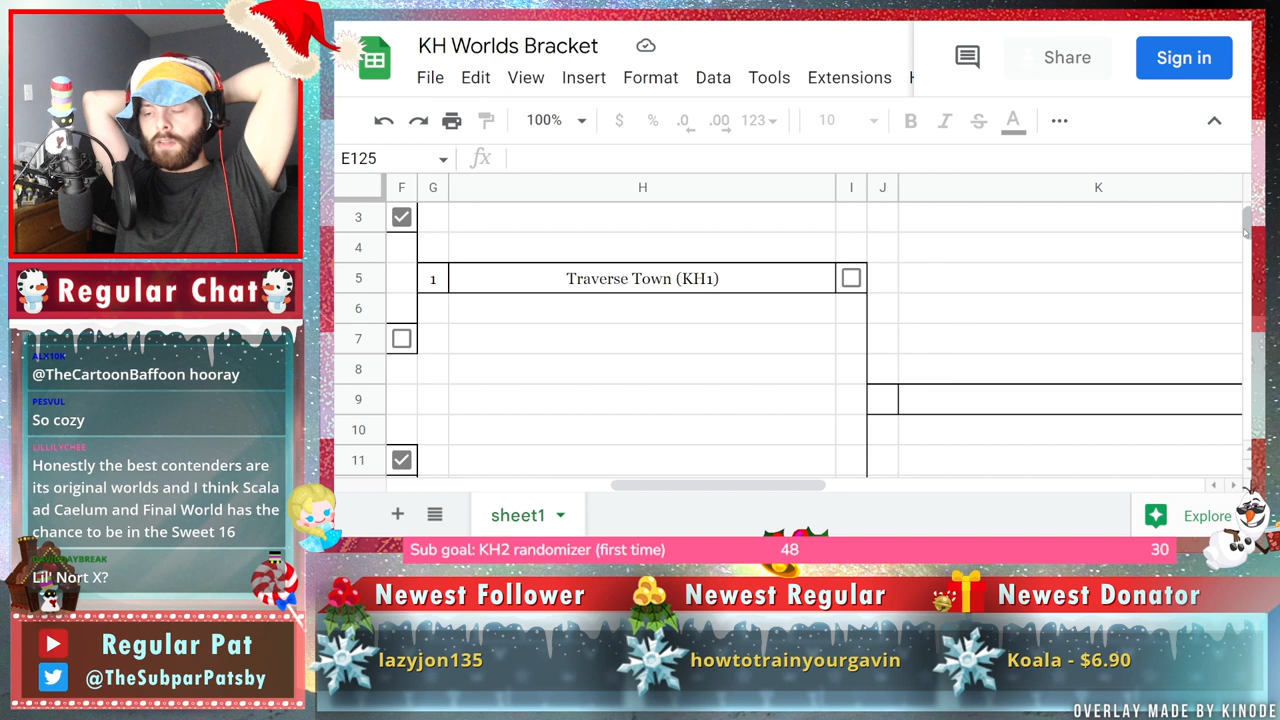 KH Worlds Bracket
File Edit View Insert Format Data Tools Extensions
Share
Sign in
100% $ % .0 .00 123 10 B I S A
E125 fx
F G H I J K
3
4
5 1 Traverse Town (KH1)
6
7
8
9
10
11
sheet1
Explore
Regular Chat
ALX10K
@TheCartoonBaffoon hooray
PESVUL
So cozy
LILLILYCHEE
Honestly the best contenders are
its original worlds and I think Scala
ad Caelum and Final World has the
chance to be in the Sweet 16
Lil' Nort X?
Regular Pat
@TheSubparPatsby
Sub goal: KH2 randomizer (first time) 48 30
Newest Follower
lazyjon135
Newest Regular
howtotrainyourgavin
Newest Donator
Koala - $6.90
OVERLAY MADE BY KINODE